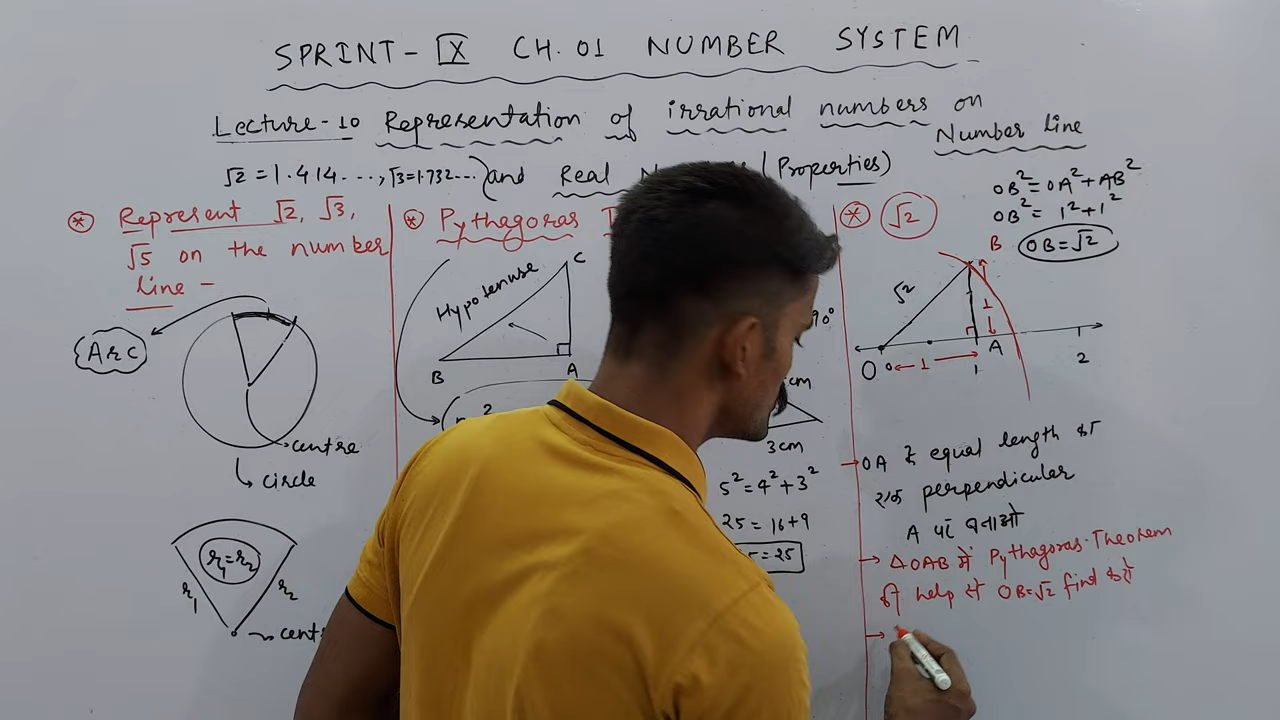 SPRINT-IX CH.01 NUMBER SYSTEM
Lecture-10 Representation of irrational numbers on
Number line
√2 = 1.414..., √3=1.732... and Real (Properties)
* Represent √2, √3,
√5 on the number
line -
Arc
centre
circle
r₁=r₂
r₁
r₂
* Pythagoras
Hypotenuse
C
B
A
90°
cm
3cm
5²=4²+3²
25=16+9
=25
* √2
OB²=OA²+AB²
OB²= 1²+1²
OB=√2
B
√2
1
A
O
0
1
1
2
→ OA के equal length का
एक perpendicular
A पर बनाओ
→ △OAB में Pythagoras Theorem
की help से OB=√2 find करो
→